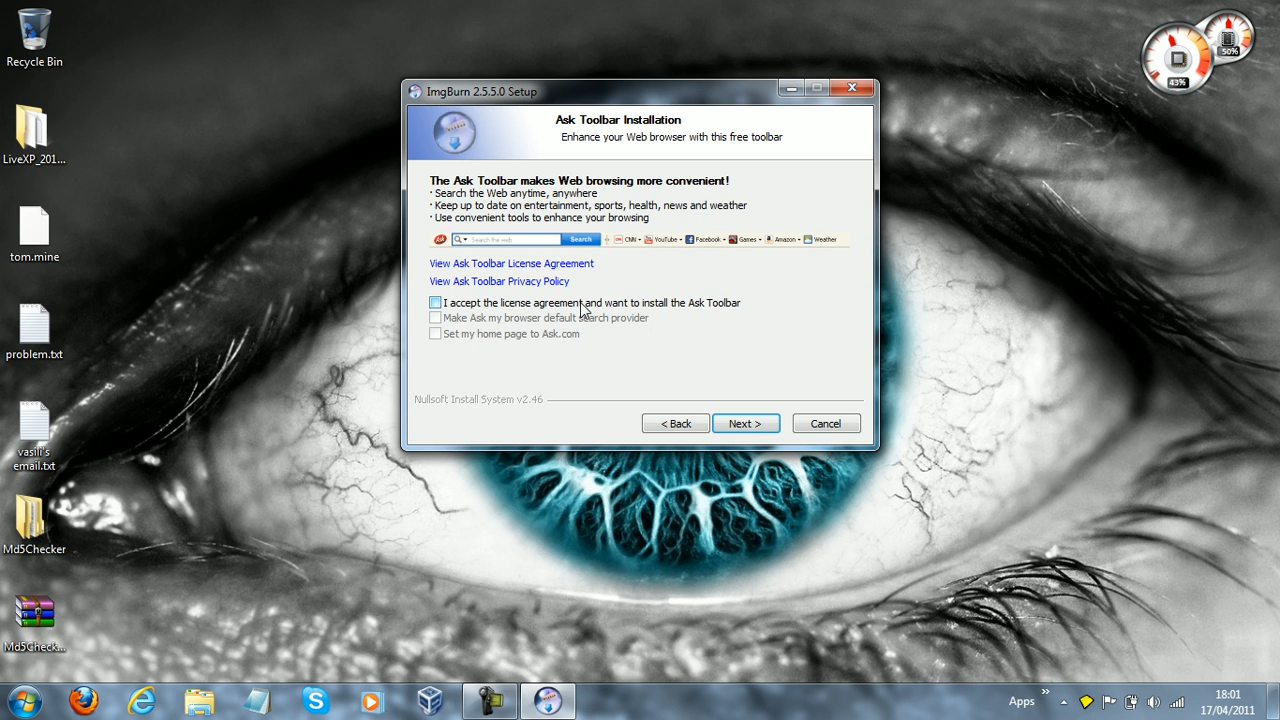 Recycle Bin
LiveXP_201...
tom.mine
problem.txt
vasili's
email.txt
Md5Checker
Md5Check...
50%
43%
ImgBurn 2.5.5.0 Setup
Ask Toolbar Installation
Enhance your Web browser with this free toolbar
The Ask Toolbar makes Web browsing more convenient!
· Search the Web anytime, anywhere
· Keep up to date on entertainment, sports, health, news and weather
· Use convenient tools to enhance your browsing
Ask Search the web Search CNN YouTube Facebook Games Amazon Weather
View Ask Toolbar License Agreement
View Ask Toolbar Privacy Policy
I accept the license agreement and want to install the Ask Toolbar
Make Ask my browser default search provider
Set my home page to Ask.com
Nullsoft Install System v2.46
< Back Next > Cancel
Apps
18:01
17/04/2011